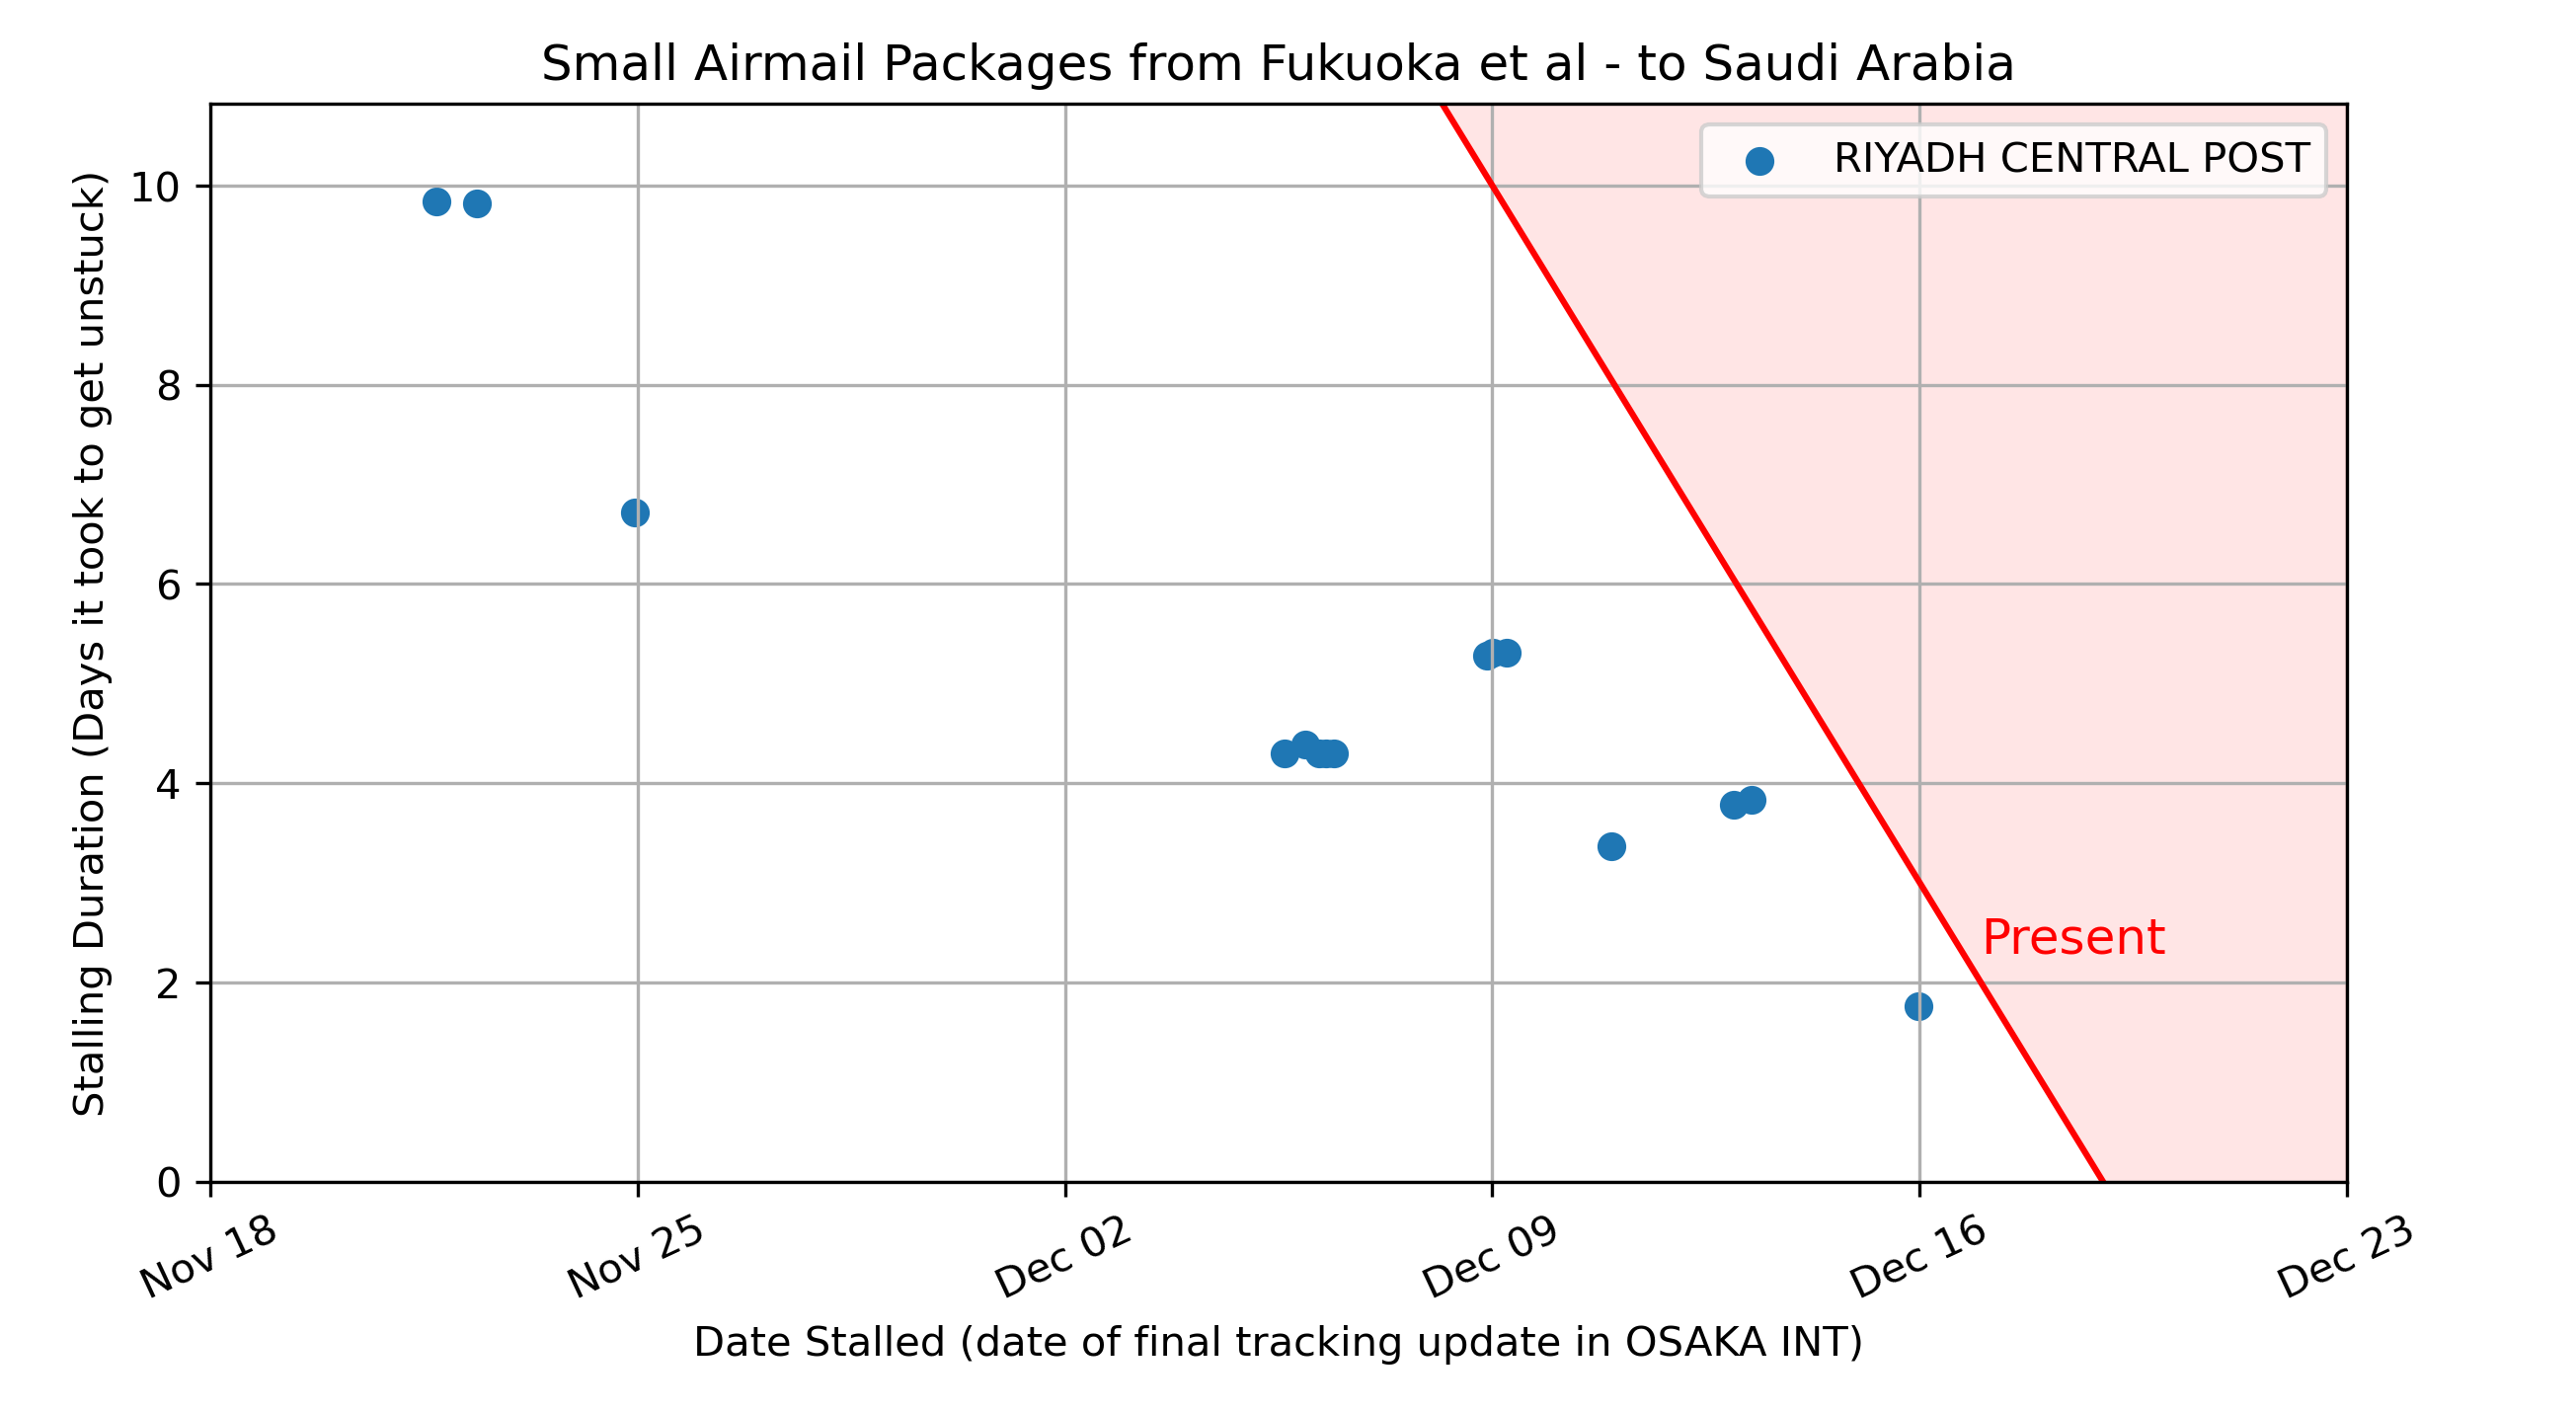 Small Airmail Packages from Fukuoka et al - to Saudi Arabia
RIYADH CENTRAL POST
Stalling Duration (Days it took to get unstuck)
10
8
6
4
2
0
Present
Nov 18
Nov 25
Dec 02
Dec 09
Dec 16
Dec 23
Date Stalled (date of final tracking update in OSAKA INT)